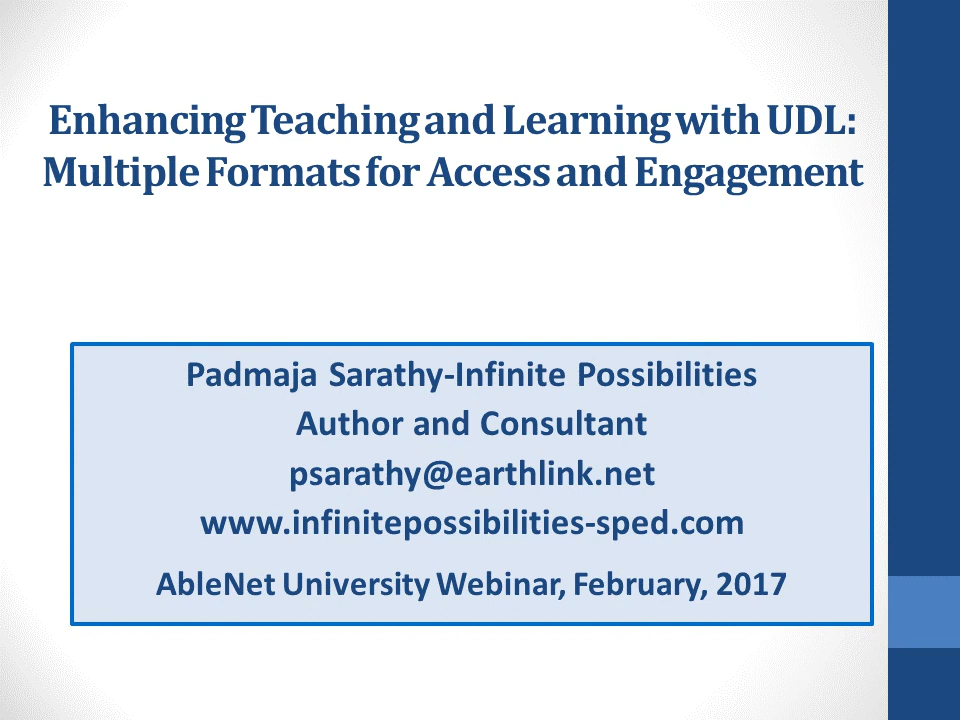 Enhancing Teaching and Learning with UDL:
Multiple Formats for Access and Engagement
Padmaja Sarathy-Infinite Possibilities
Author and Consultant
psarathy@earthlink.net
www.infinitepossibilities-sped.com
AbleNet University Webinar, February, 2017